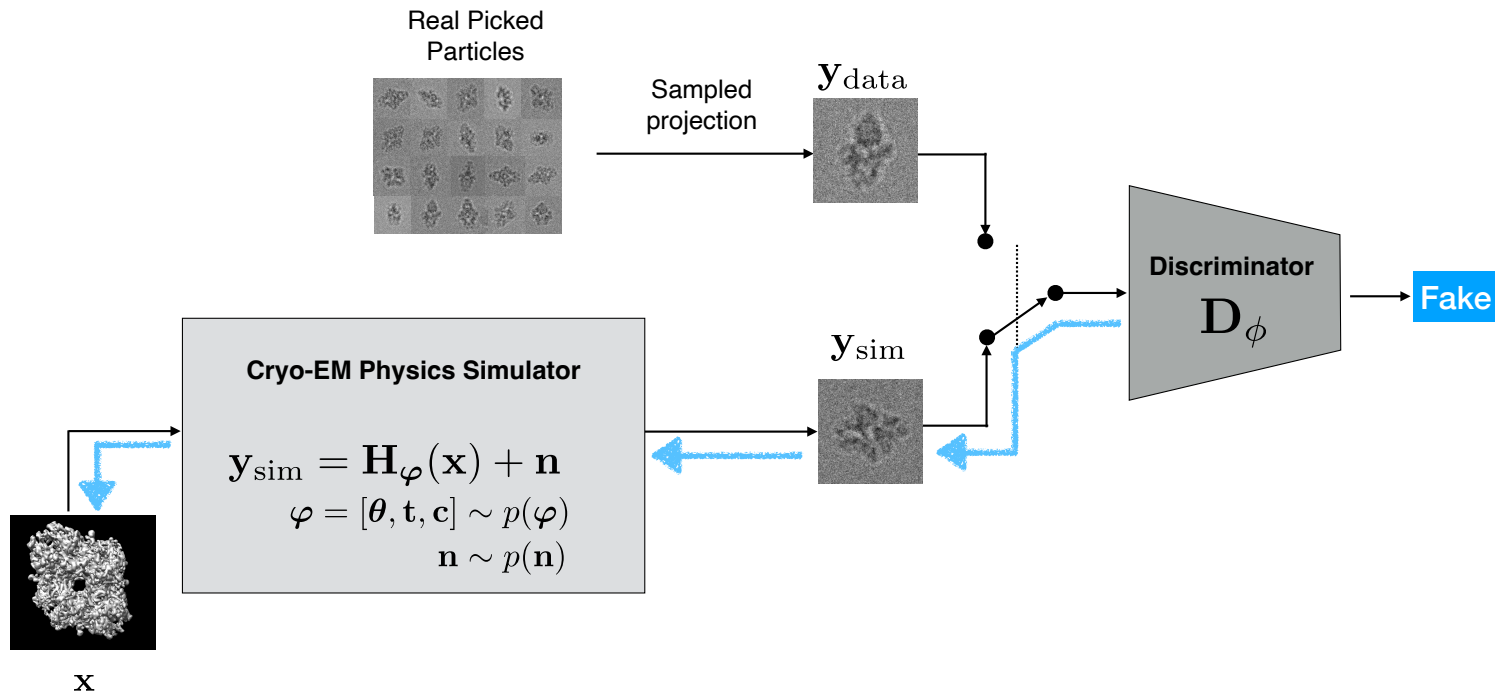 Real Picked
Particles
Sampled
projection
y_data
Discriminator
D_ϕ
Fake
y_sim
Cryo-EM Physics Simulator
y_sim = H_φ(x) + n
φ = [θ, t, c] ∼ p(φ)
n ∼ p(n)
x